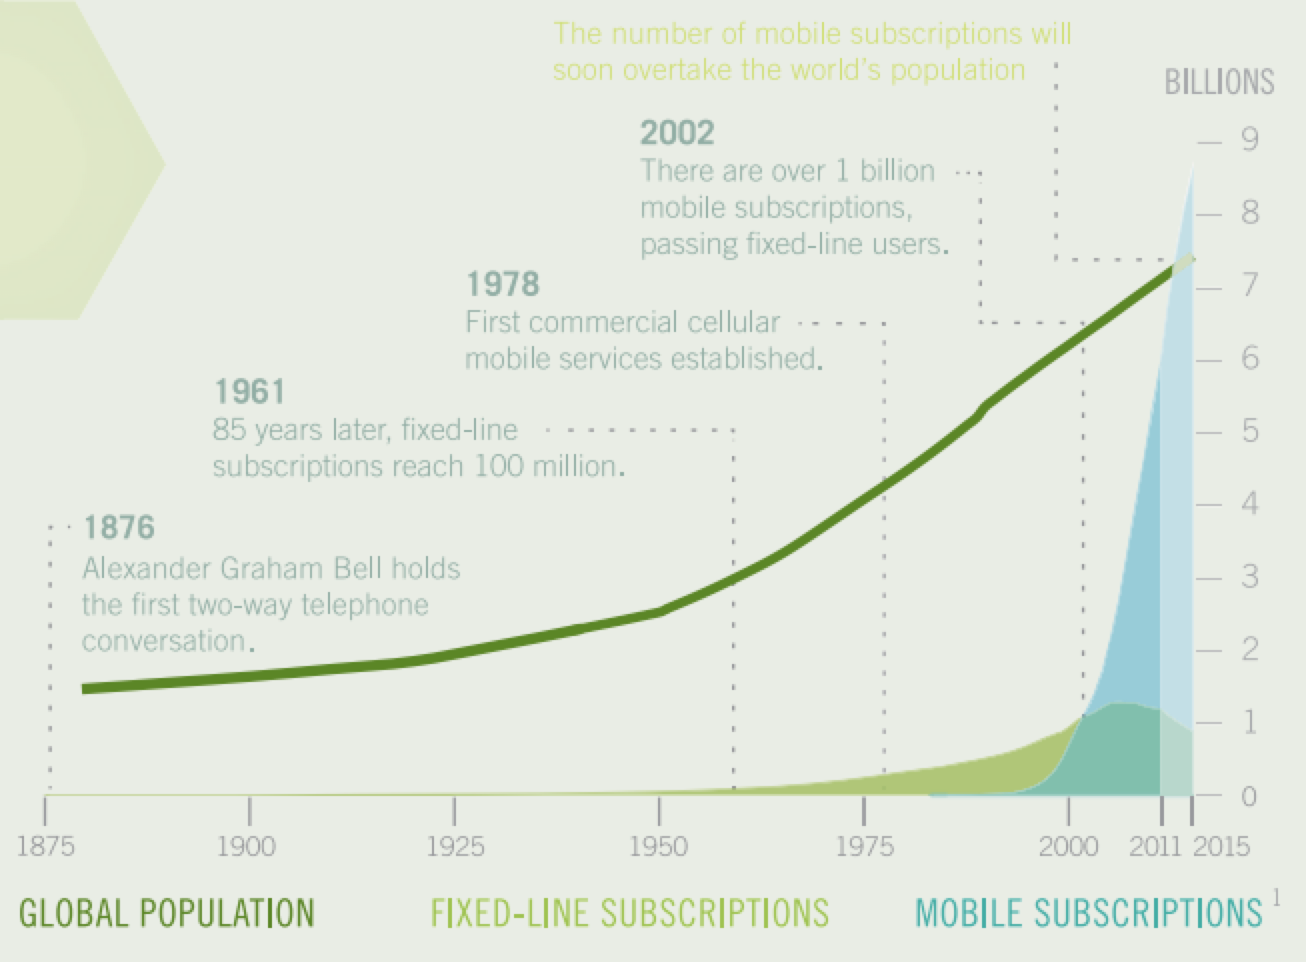 The number of mobile subscriptions will
soon overtake the world's population
BILLIONS
9
2002
There are over 1 billion
mobile subscriptions,
passing fixed-line users.
8
1978
First commercial cellular
mobile services established.
7
6
1961
85 years later, fixed-line
subscriptions reach 100 million.
5
4
1876
Alexander Graham Bell holds
the first two-way telephone
conversation.
3
2
1
0
1875 1900 1925 1950 1975 2000 2011 2015
GLOBAL POPULATION FIXED-LINE SUBSCRIPTIONS MOBILE SUBSCRIPTIONS 1